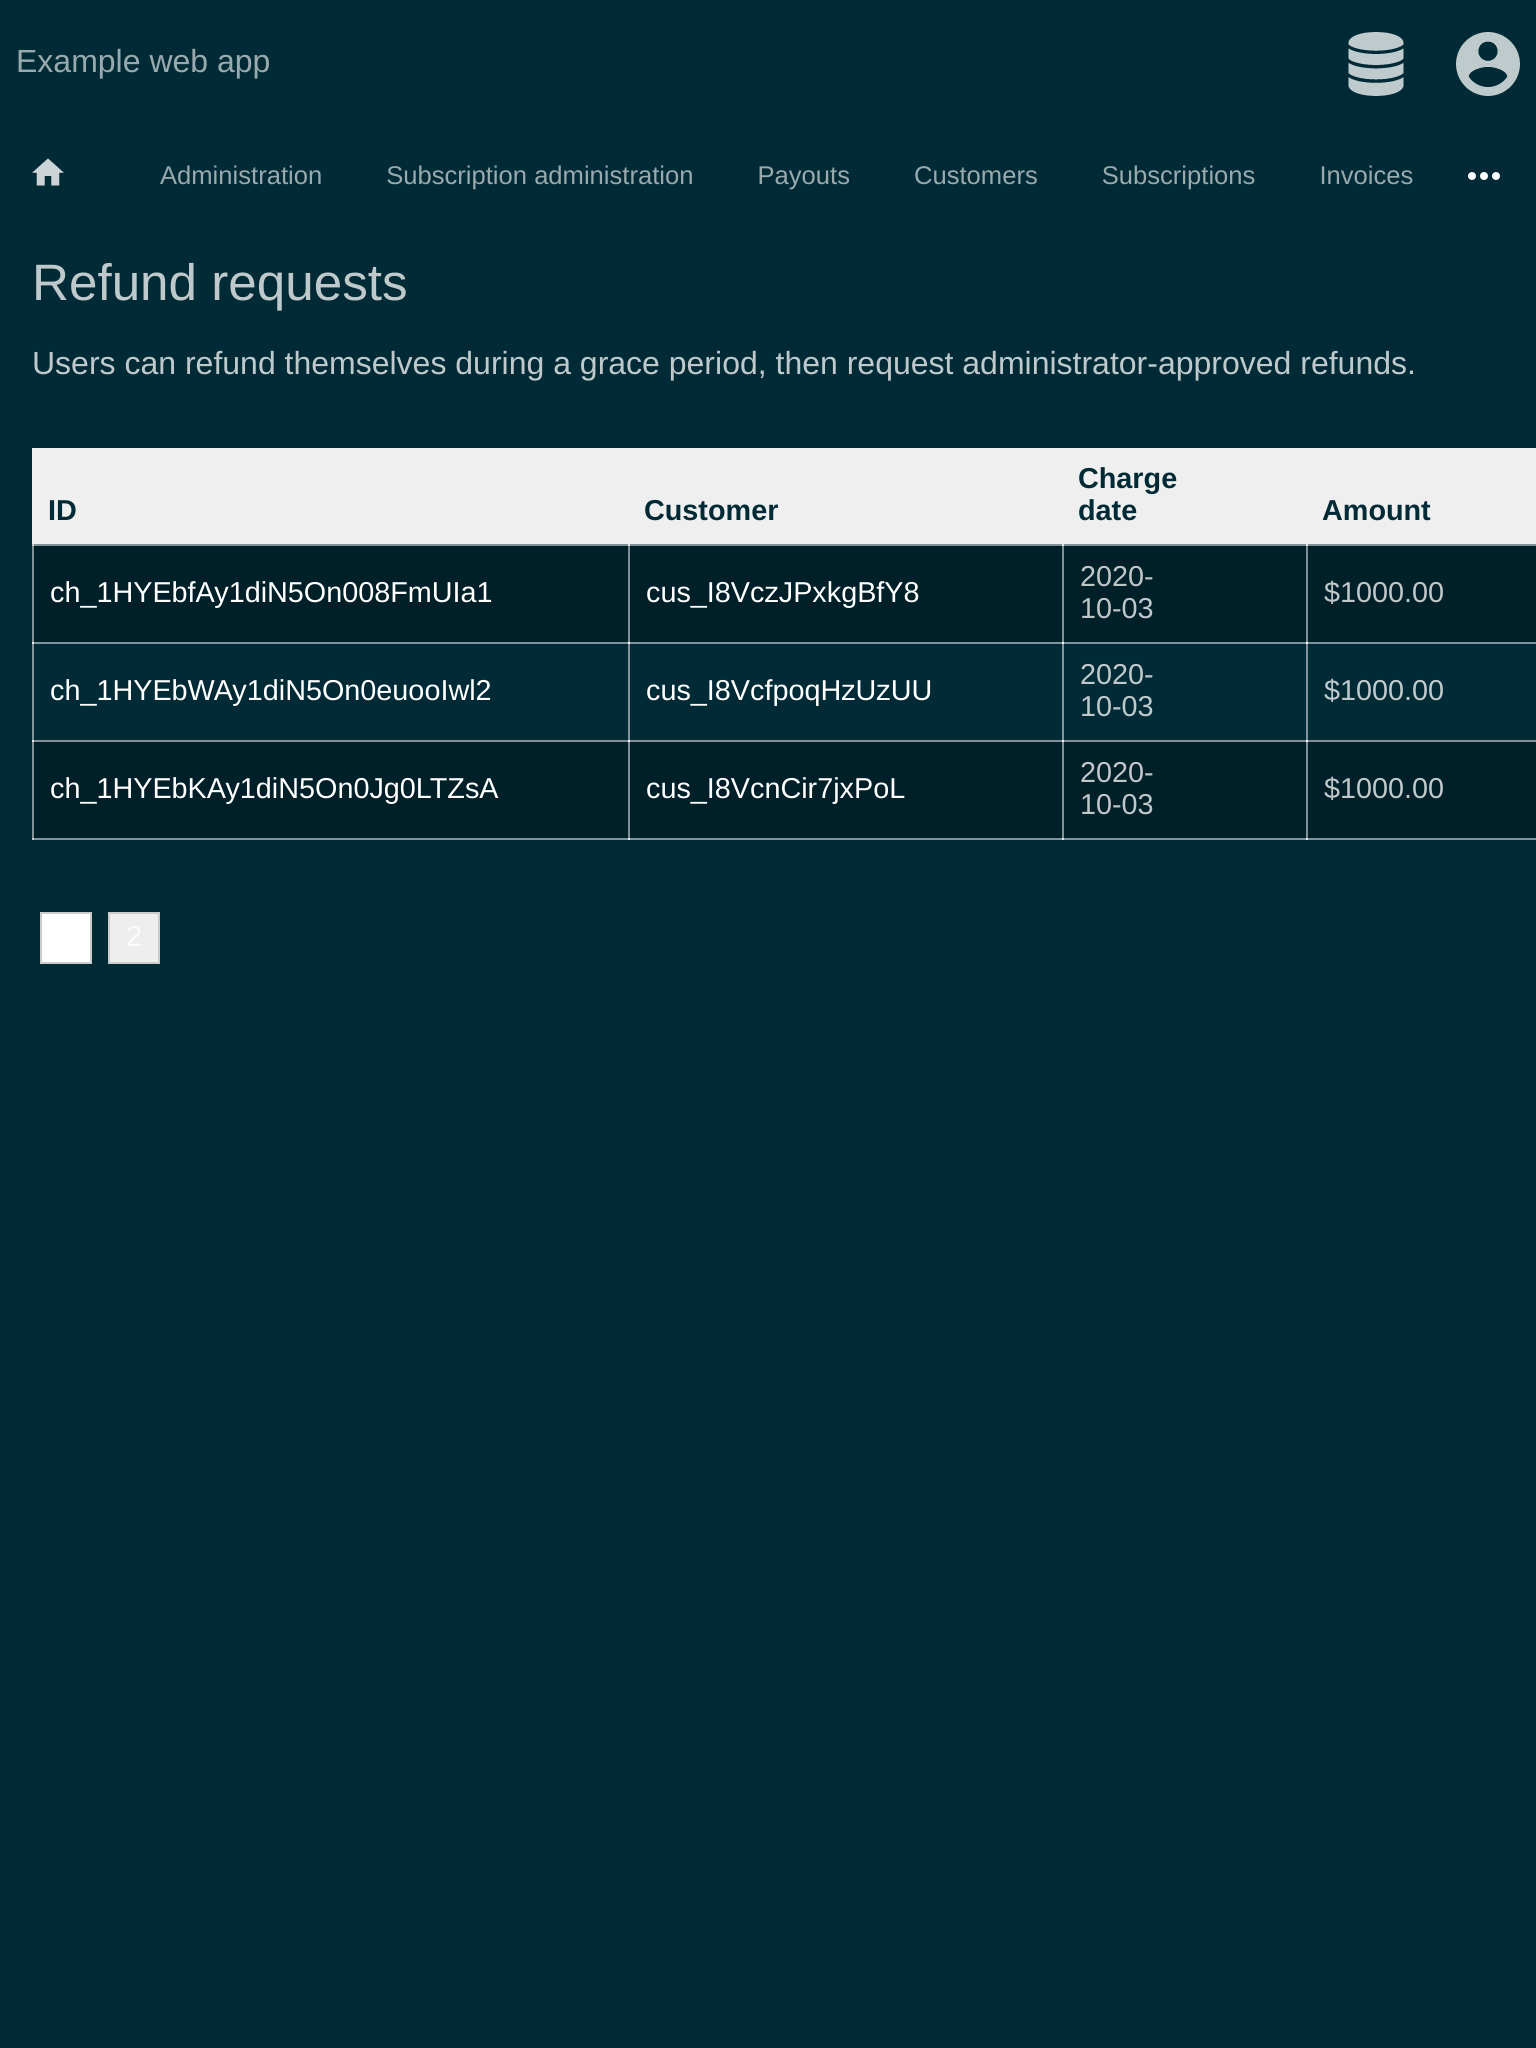 Example web app
Administration Subscription administration Payouts Customers Subscriptions Invoices
Refund requests
Users can refund themselves during a grace period, then request administrator-approved refunds.
ID Customer Charge date Amount
ch_1HYEbfAy1diN5On008FmUIa1 cus_I8VczJPxkgBfY8 2020-10-03 $1000.00
ch_1HYEbWAy1diN5On0euooIwl2 cus_I8VcfpoqHzUzUU 2020-10-03 $1000.00
ch_1HYEbKAy1diN5On0Jg0LTZsA cus_I8VcnCir7jxPoL 2020-10-03 $1000.00
2